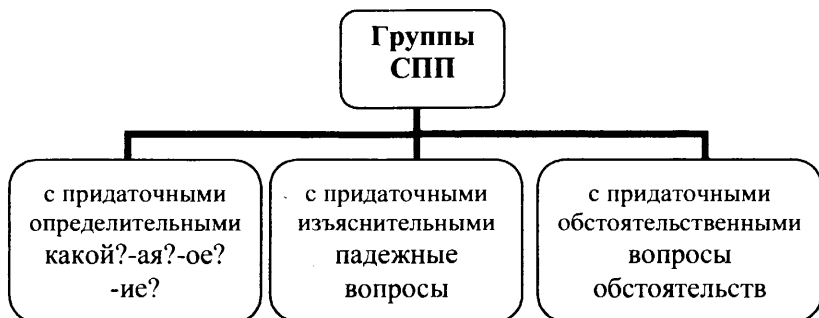 Группы
СПП
с придаточными
определительными
какой?-ая?-ое?
-ие?
с придаточными
изъяснительными
падежные
вопросы
с придаточными
обстоятельственными
вопросы
обстоятельств